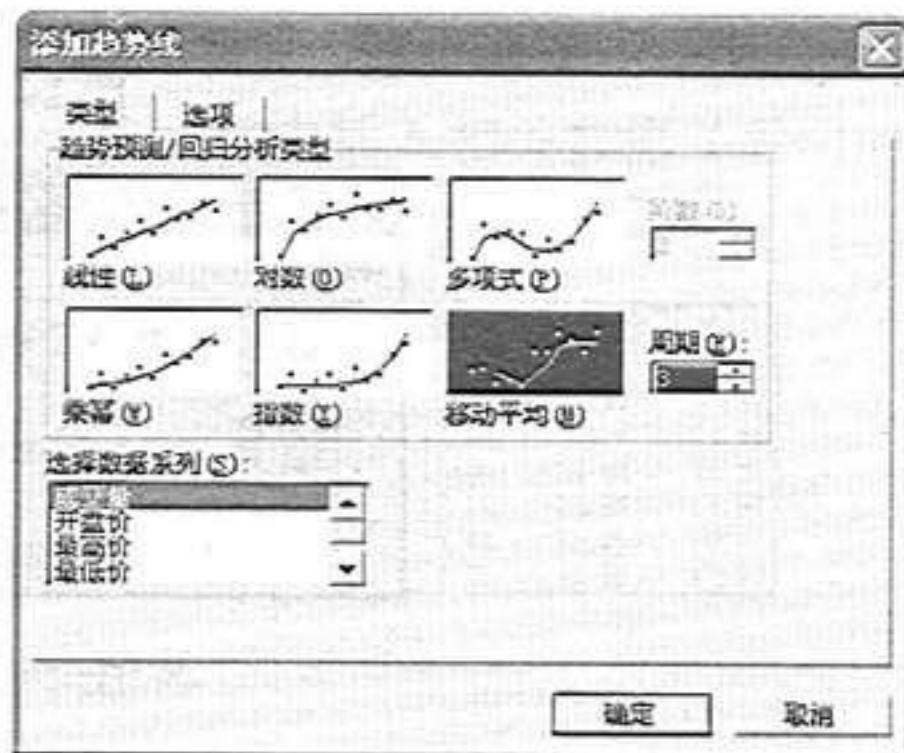 添加趋势线
类型 选项
趋势预测/回归分析类型
线性(L) 对数(O) 多项式(P)
乘幂(W) 指数(X) 移动平均(M)
周期(E):
3
选择数据系列(S):
开盘价
最高价
最低价
确定 取消